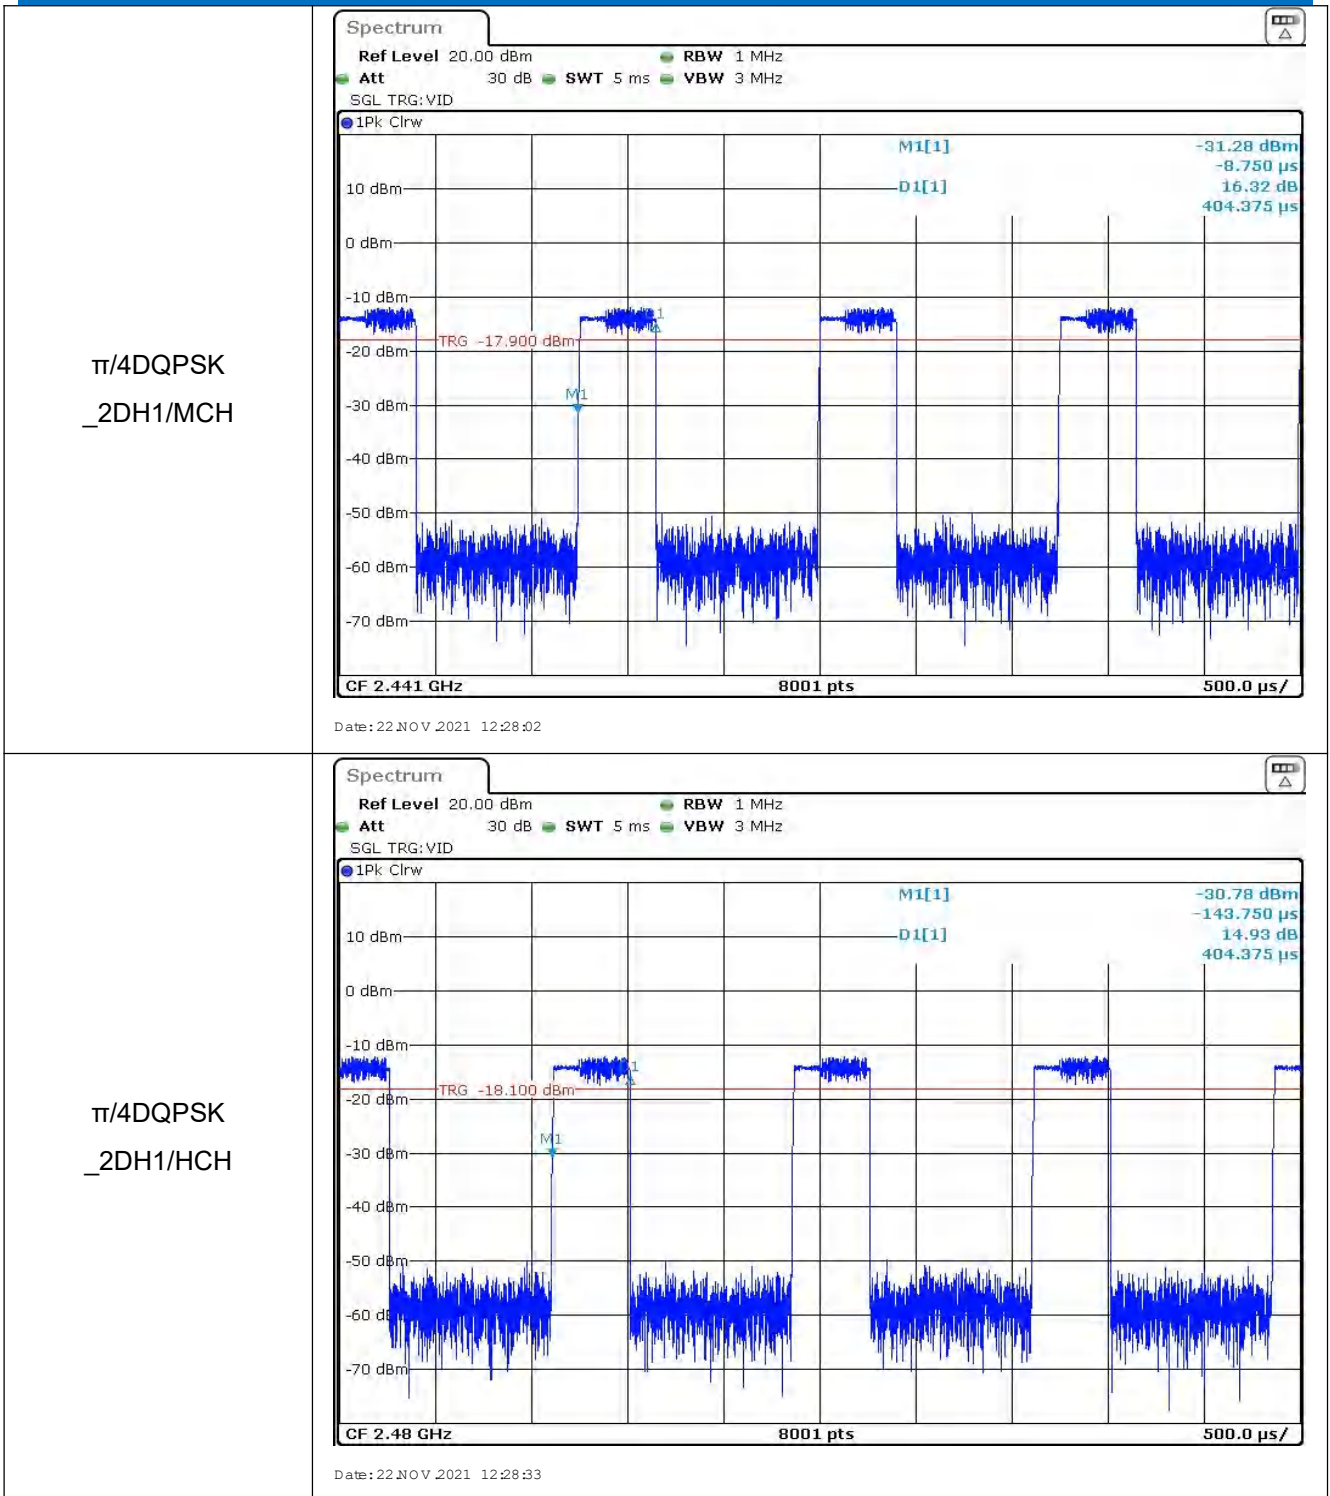 π/4DQPSK
_2DH1/MCH
Spectrum
Ref Level 20.00 dBm RBW 1 MHz
Att 30 dB SWT 5 ms VBW 3 MHz
SGL TRG:VID
1Pk Clrw
M1[1] -31.28 dBm
-8.750 µs
D1[1] 16.32 dB
404.375 µs
10 dBm
0 dBm
-10 dBm
1
TRG -17.900 dBm
-20 dBm
M1
-30 dBm
-40 dBm
-50 dBm
-60 dBm
-70 dBm
CF 2.441 GHz 8001 pts 500.0 µs/
Date: 22.NOV.2021 12:28:02
π/4DQPSK
_2DH1/HCH
Spectrum
Ref Level 20.00 dBm RBW 1 MHz
Att 30 dB SWT 5 ms VBW 3 MHz
SGL TRG:VID
1Pk Clrw
M1[1] -30.78 dBm
-143.750 µs
D1[1] 14.93 dB
404.375 µs
10 dBm
0 dBm
-10 dBm
1
TRG -18.100 dBm
-20 dBm
M1
-30 dBm
-40 dBm
-50 dBm
-60 dBm
-70 dBm
CF 2.48 GHz 8001 pts 500.0 µs/
Date: 22.NOV.2021 12:28:33